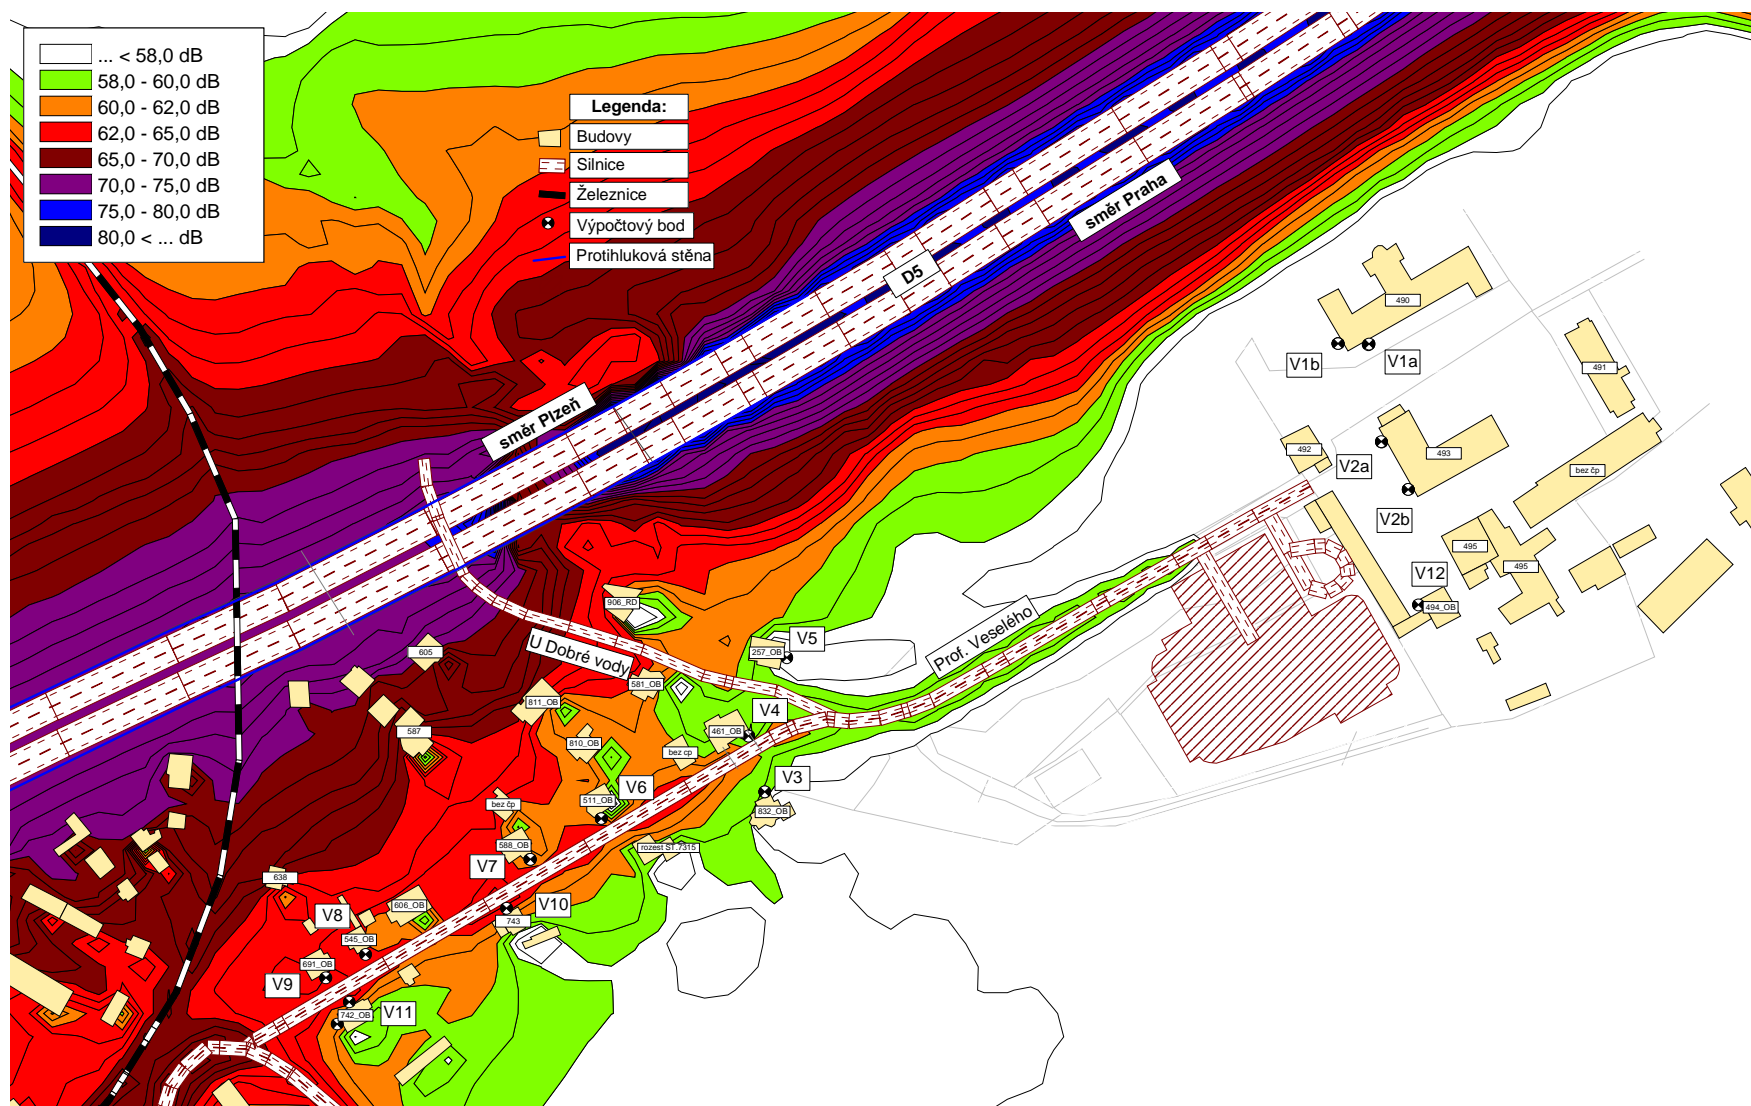 ... < 58,0 dB
58,0 - 60,0 dB
60,0 - 62,0 dB
62,0 - 65,0 dB
65,0 - 70,0 dB
70,0 - 75,0 dB
75,0 - 80,0 dB
80,0 < ... dB
Legenda:
Budovy
Silnice
Železnice
Výpočtový bod
Protihluková stěna
směr Praha
D5
směr Plzeň
490
V1b
V1a
491
492
V2a
493
bez čp
V2b
495
495
V12
494_OB
906_RD
U Dobré vody
Prof. Veselého
V5
257_OB
605
581_OB
811_OB
V4
461_OB
587
810_OB
bez cp
V3
V6
511_OB
832_OB
bez čp
588_OB
rozest ST.7315
V7
638
606_OB
V10
743
V8
545_OB
691_OB
V9
742_OB
V11